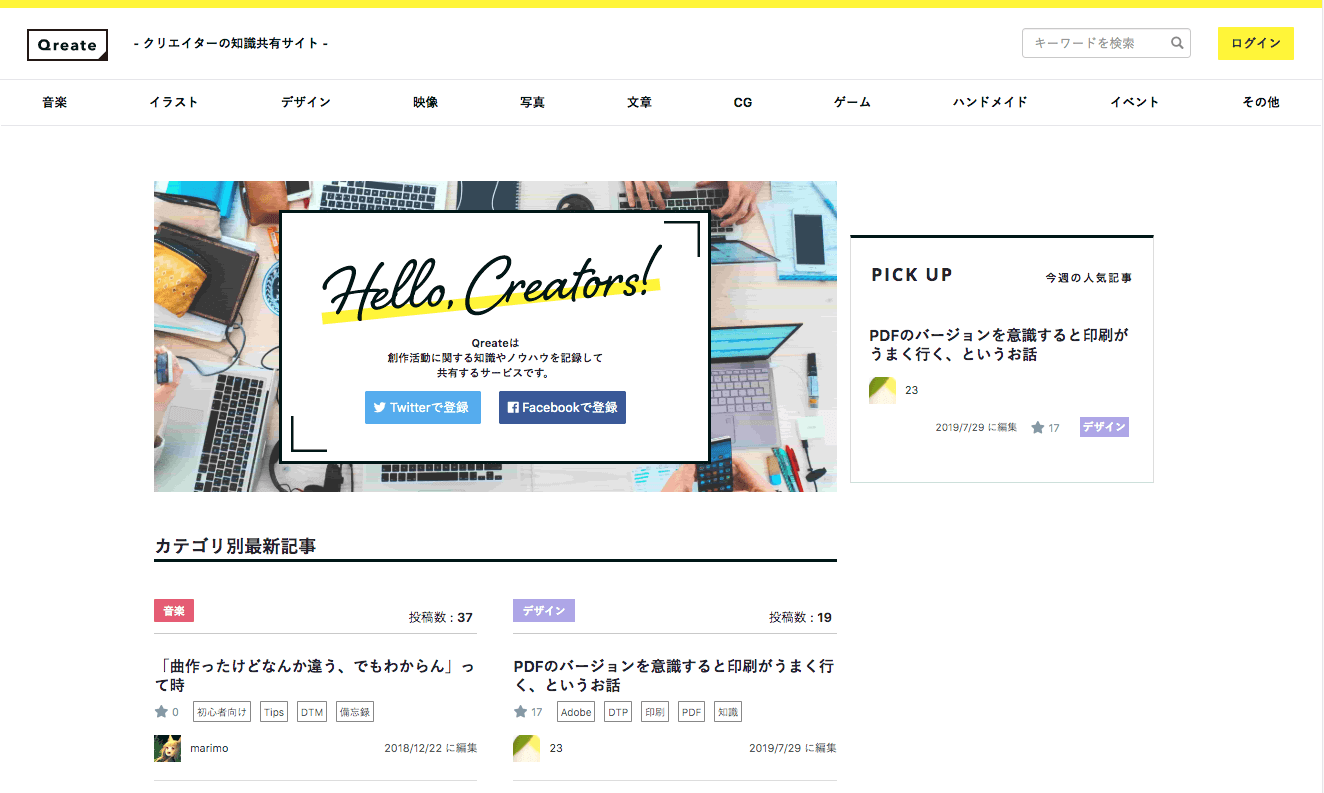 Qreate
- クリエイターの知識共有サイト -
キーワードを検索
ログイン
音楽 イラスト デザイン 映像 写真 文章 CG ゲーム ハンドメイド イベント その他
Hello, Creators!
Qreateは
創作活動に関する知識やノウハウを記録して
共有するサービスです。
Twitterで登録 Facebookで登録
PICK UP 今週の人気記事
PDFのバージョンを意識すると印刷が
うまく行く、というお話
23
2019/7/29 に編集 17 デザイン
カテゴリ別最新記事
音楽 投稿数 : 37
「曲作ったけどなんか違う、でもわからん」っ
て時
0 初心者向け Tips DTM 備忘録
marimo 2018/12/22 に編集
デザイン 投稿数 : 19
PDFのバージョンを意識すると印刷がうまく行
く、というお話
17 Adobe DTP 印刷 PDF 知識
23 2019/7/29 に編集